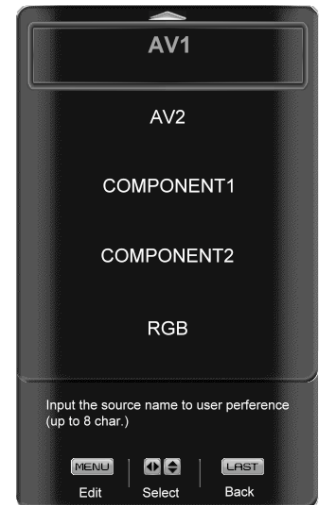 AV1
AV2
COMPONENT1
COMPONENT2
RGB
Input the source name to user perference
(up to 8 char.)
MENU LAST
Edit Select Back